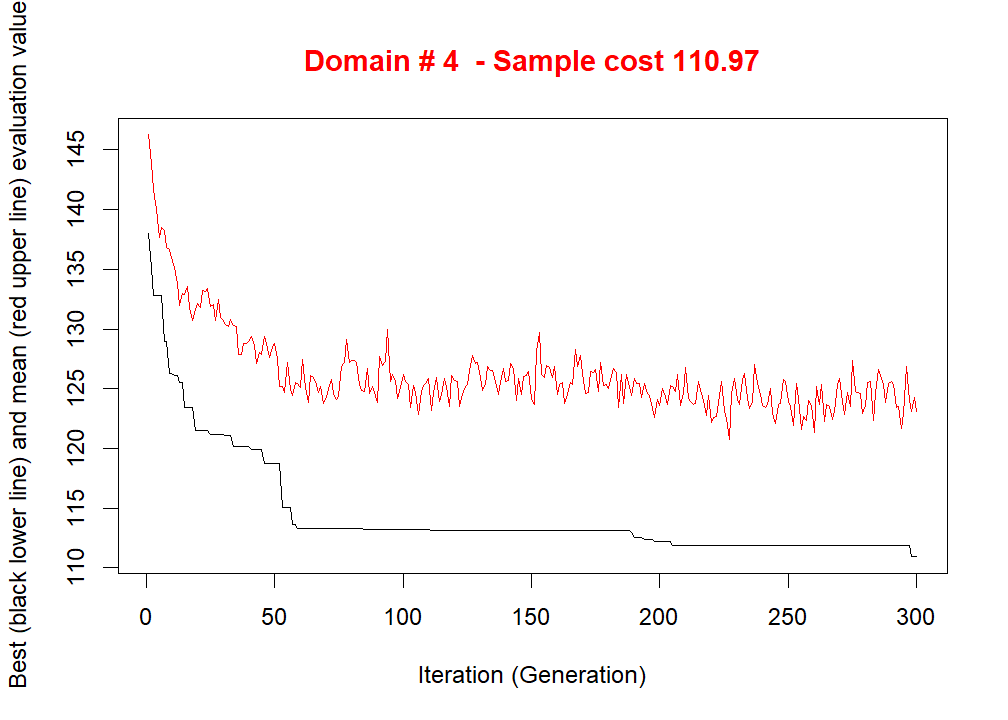 Domain # 4  - Sample cost 110.97
Best (black lower line) and mean (red upper line) evaluation value
145
140
135
130
125
120
115
110
0 50 100 150 200 250 300
Iteration (Generation)